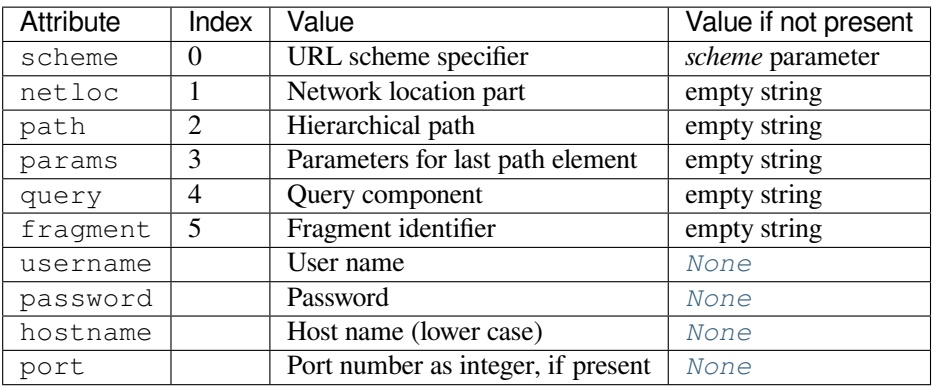 Attribute Index Value Value if not present
scheme 0 URL scheme specifier scheme parameter
netloc 1 Network location part empty string
path 2 Hierarchical path empty string
params 3 Parameters for last path element empty string
query 4 Query component empty string
fragment 5 Fragment identifier empty string
username User name None
password Password None
hostname Host name (lower case) None
port Port number as integer, if present None